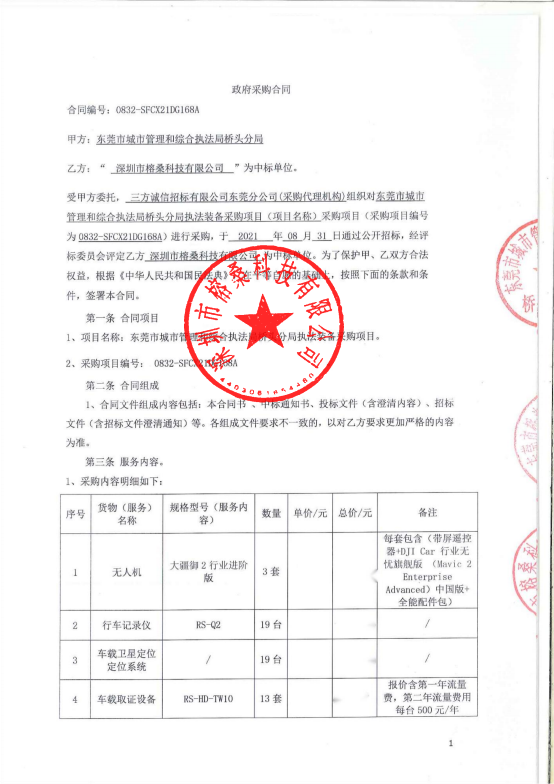 政府采购合同
合同编号：0832-SFCX21DG168A
甲方：东莞市城市管理和综合执法局桥头分局
乙方：“ 深圳市榕桑科技有限公司 ”为中标单位。
受甲方委托，三方诚信招标有限公司东莞分公司(采购代理机构)组织对东莞市城市
管理和综合执法局桥头分局执法装备采购项目（项目名称）采购项目（采购项目编号
为0832-SFCX21DG168A）进行采购，于 2021 年 08 月 31 日通过公开招标，经评
标委员会评定乙方 深圳市榕桑科技有限公司 为中标单位。为了保护甲、乙双方合法
权益，根据《中华人民共和国民法典》，在平等自愿的基础上，按照下面的条款和条
件，签署本合同。
第一条 合同项目
1、项目名称：东莞市城市管理和综合执法局桥头分局执法装备采购项目。
2、采购项目编号： 0832-SFCX21DG168A
第二条 合同组成
1、合同文件组成内容包括：本合同书 、中标通知书、投标文件（含澄清内容）、招标
文件（含招标文件澄清通知）等。各组成文件要求不一致的，以对乙方要求更加严格的内容
为准。
第三条 服务内容。
1、采购内容明细如下：
序号 货物（服务）名称 规格型号（服务内容） 数量 单价/元 总价/元 备注
1 无人机 大疆御 2 行业进阶版 3 套 每套包含（带屏遥控器+DJI Car 行业无忧旗舰版 （Mavic 2 Enterprise Advanced）中国版+全能配件包）
2 行车记录仪 RS-Q2 19 台 /
3 车载卫星定位定位系统 / 19 台 /
4 车载取证设备 RS-HD-TW10 13 套 报价含第一年流量费，第二年流量费用每台 500 元/年
深圳市榕桑科技有限公司
1